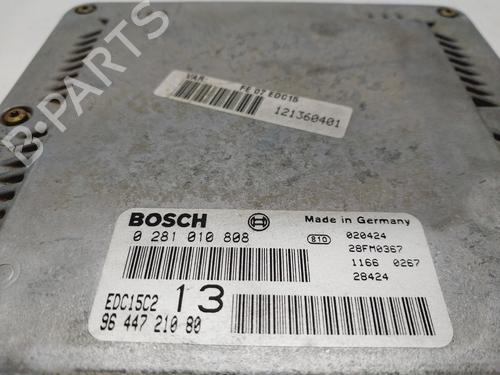 B-PARTS
VAR.: FE 07 EDC15
121360401
BOSCH
Made in Germany
0 281 010 808
810 020424
28FM0367
1166 0267
28424
EDC15C2 13
96 447 210 80